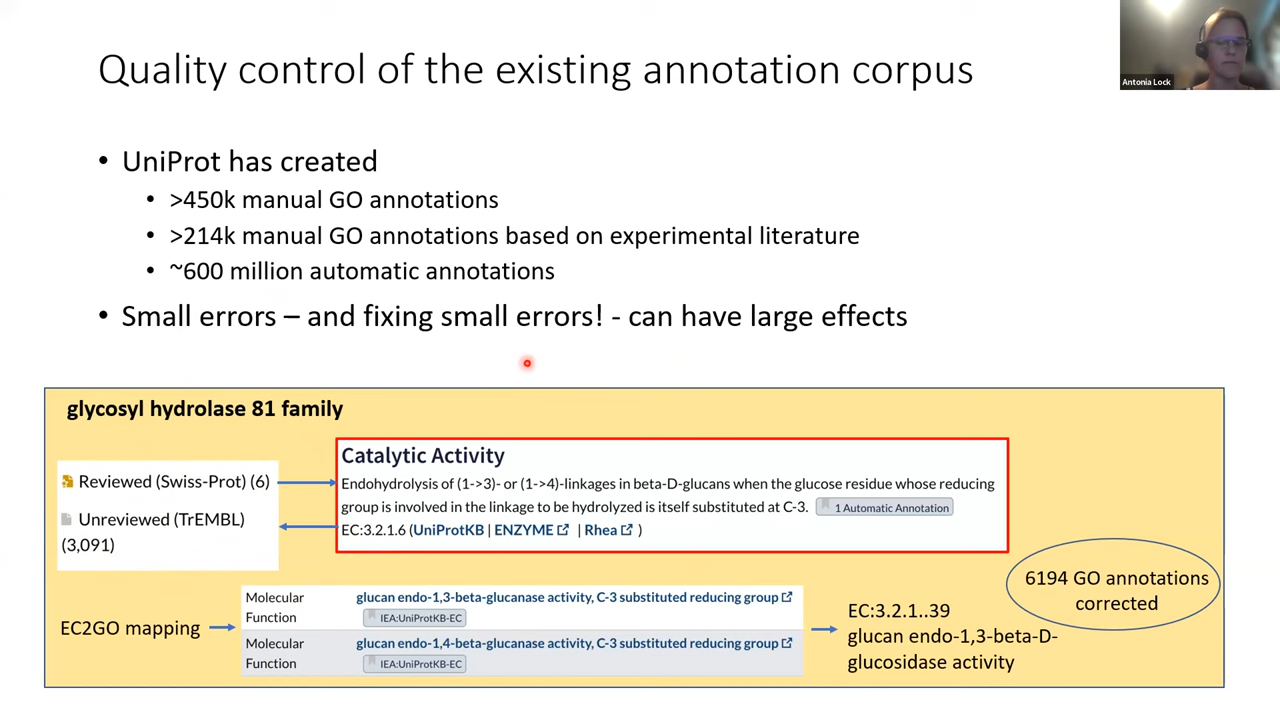 Quality control of the existing annotation corpus
Antonia Lock
• UniProt has created
• >450k manual GO annotations
• >214k manual GO annotations based on experimental literature
• ~600 million automatic annotations
• Small errors – and fixing small errors! - can have large effects
glycosyl hydrolase 81 family
Reviewed (Swiss-Prot) (6)
Unreviewed (TrEMBL)
(3,091)
Catalytic Activity
Endohydrolysis of (1->3)- or (1->4)-linkages in beta-D-glucans when the glucose residue whose reducing
group is involved in the linkage to be hydrolyzed is itself substituted at C-3. 1 Automatic Annotation
EC:3.2.1.6 (UniProtKB | ENZYME | Rhea )
6194 GO annotations
corrected
EC2GO mapping
Molecular
Function
glucan endo-1,3-beta-glucanase activity, C-3 substituted reducing group
IEA:UniProtKB-EC
Molecular
Function
glucan endo-1,4-beta-glucanase activity, C-3 substituted reducing group
IEA:UniProtKB-EC
EC:3.2.1..39
glucan endo-1,3-beta-D-
glucosidase activity